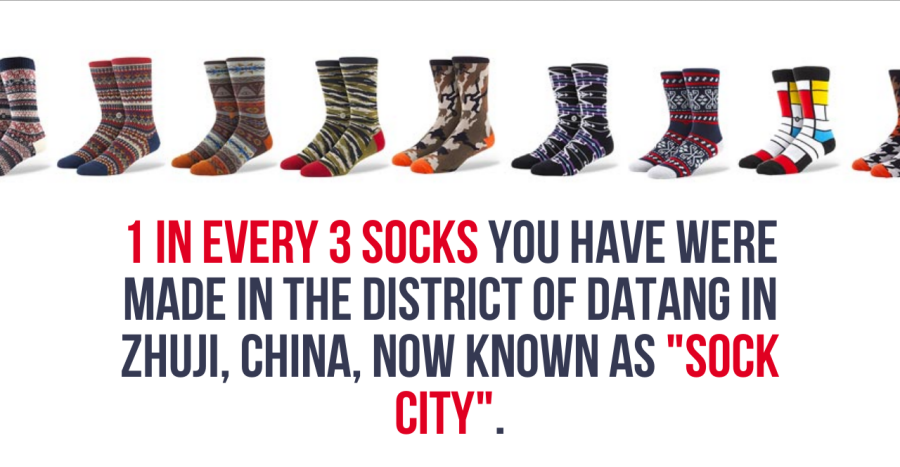 1 IN EVERY 3 SOCKS YOU HAVE WERE
MADE IN THE DISTRICT OF DATANG IN
ZHUJI, CHINA, NOW KNOWN AS "SOCK
CITY".